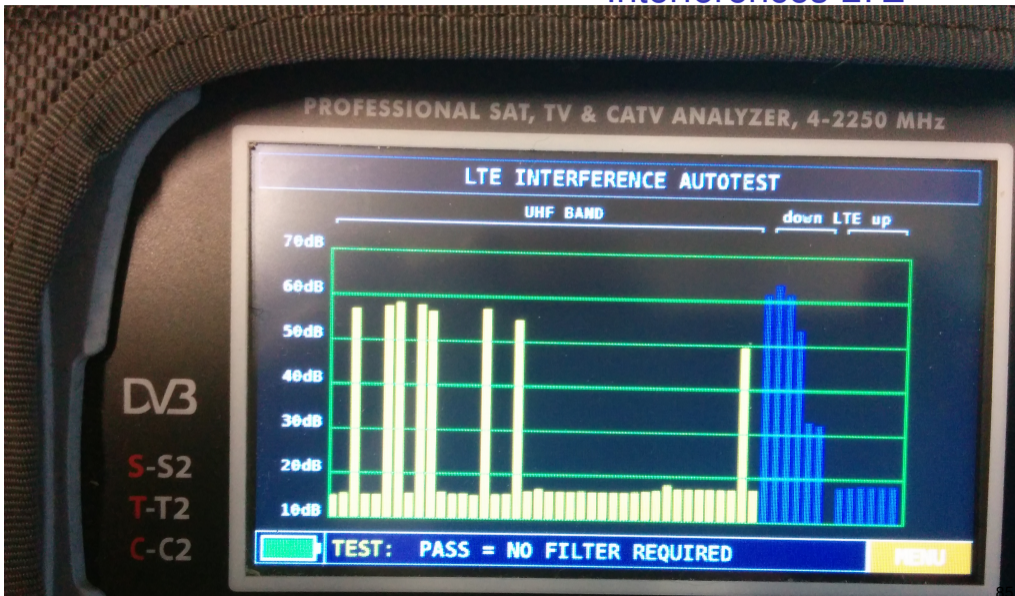 PROFESSIONAL SAT, TV & CATV ANALYZER, 4-2250 MHz
LTE INTERFERENCE AUTOTEST
UHF BAND
down LTE up
70dB
60dB
50dB
40dB
30dB
20dB
10dB
DVB
S-S2
T-T2
C-C2
TEST: PASS = NO FILTER REQUIRED
MENU